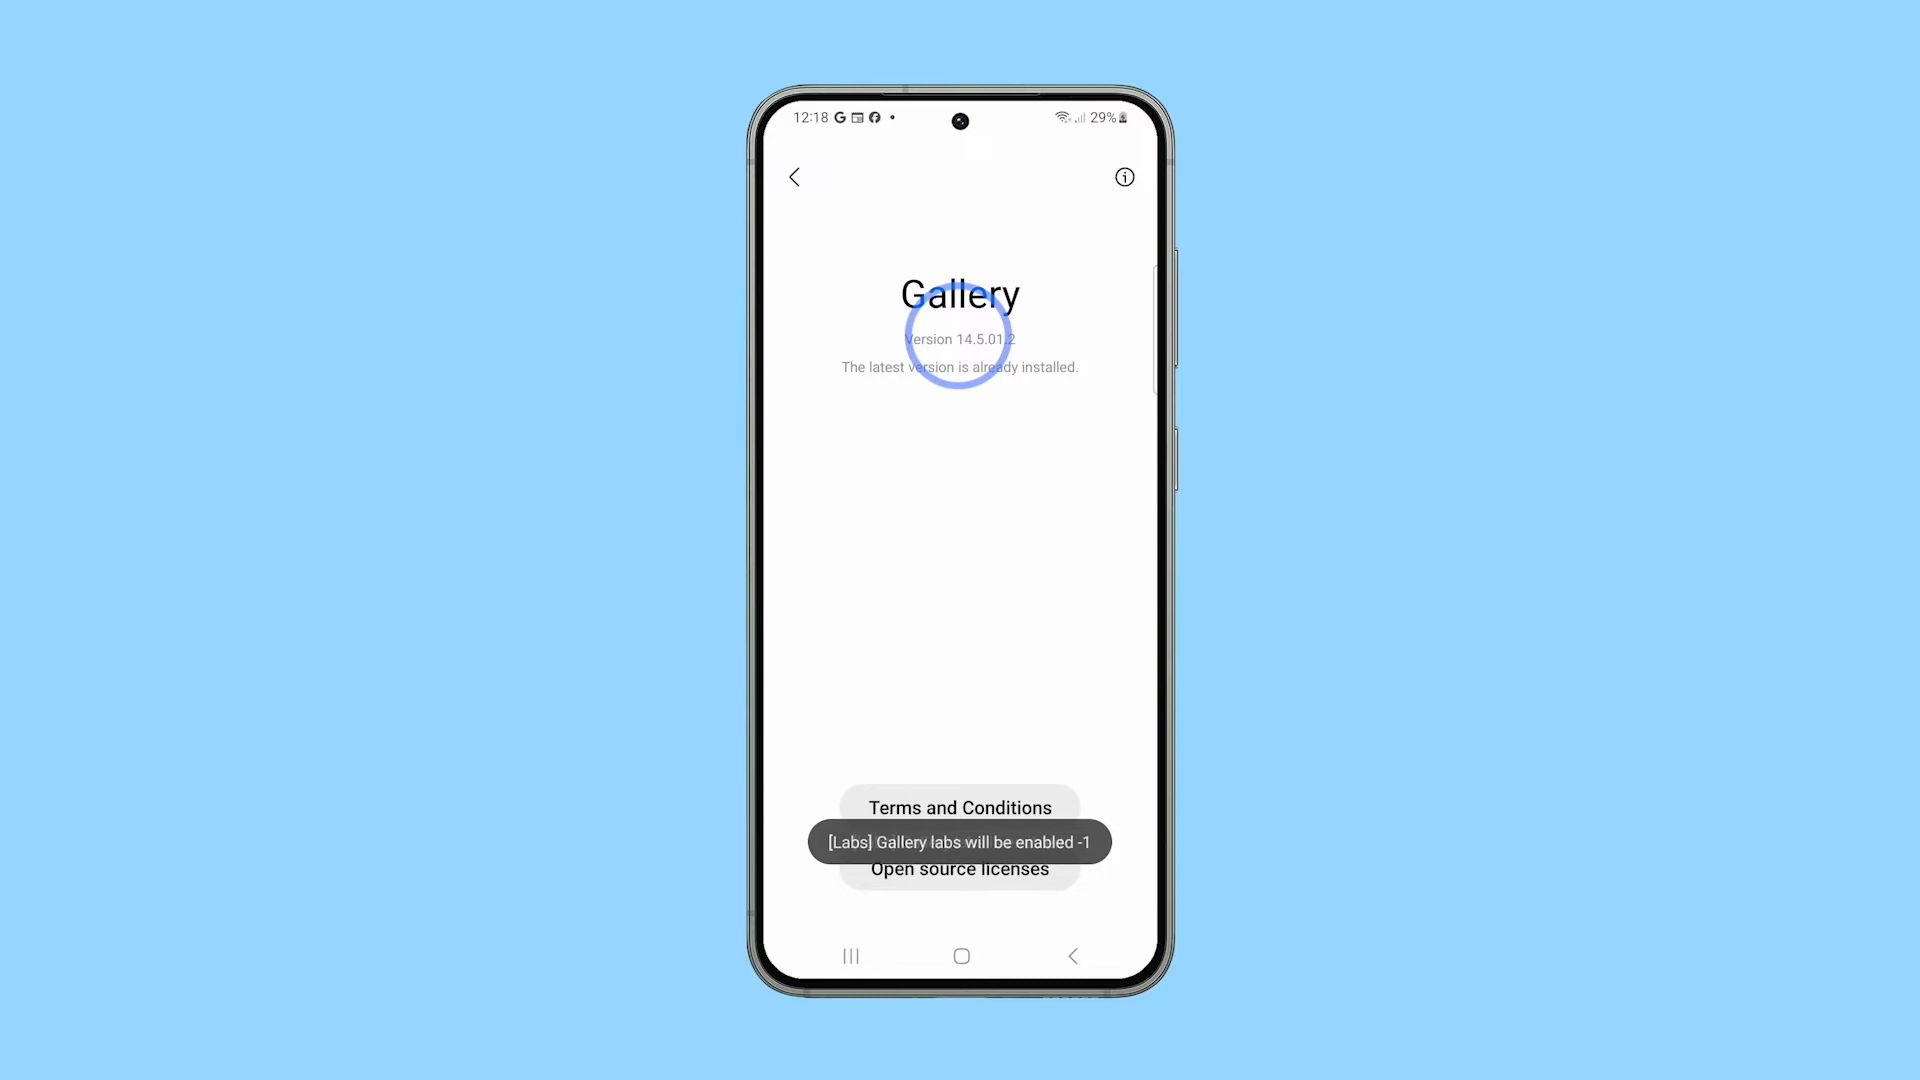 12:18 29%
Gallery
Version 14.5.01.2
The latest version is already installed.
Terms and Conditions
[Labs] Gallery labs will be enabled -1
Open source licenses